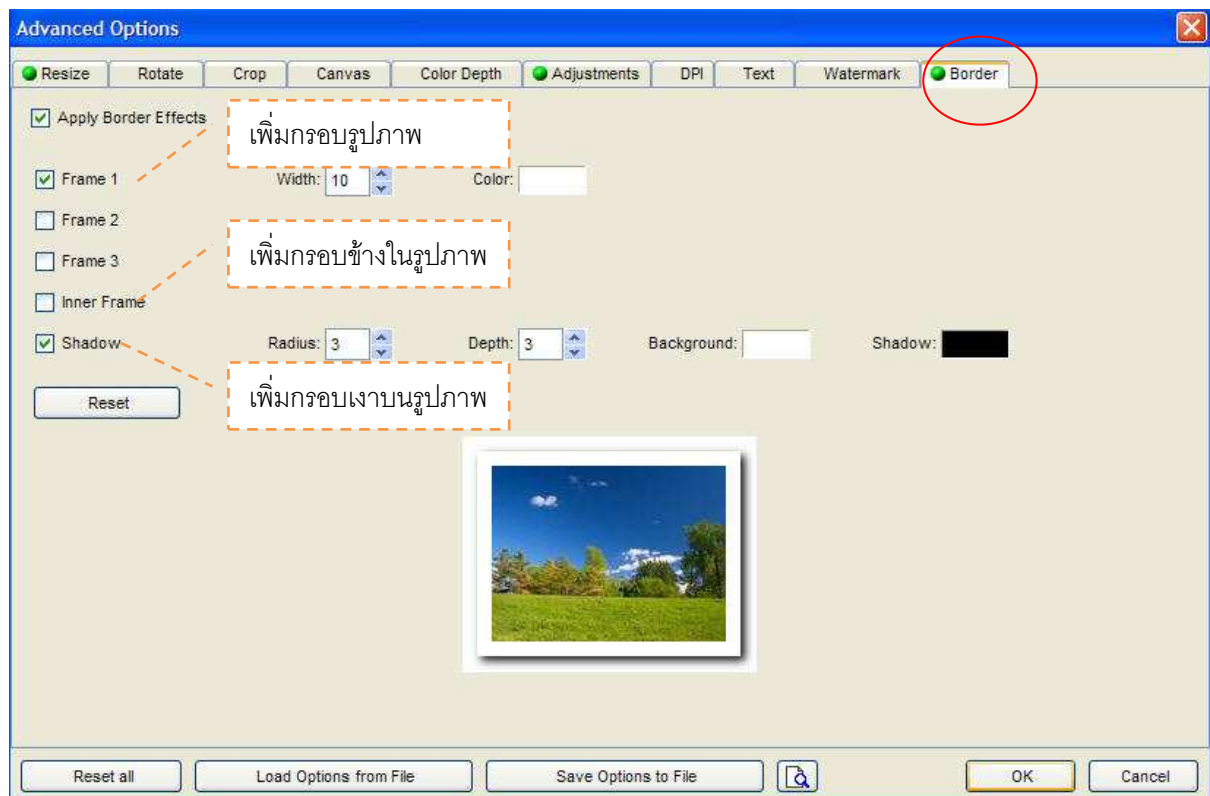 Advanced Options
Resize Rotate Crop Canvas Color Depth Adjustments DPI Text Watermark Border
Apply Border Effects
เพิ่มกรอบรูปภาพ
Frame 1 Width: 10 Color:
Frame 2
เพิ่มกรอบข้างในรูปภาพ
Frame 3
Inner Frame
Shadow Radius: 3 Depth: 3 Background: Shadow:
เพิ่มกรอบเงาบนรูปภาพ
Reset
Reset all Load Options from File Save Options to File OK Cancel